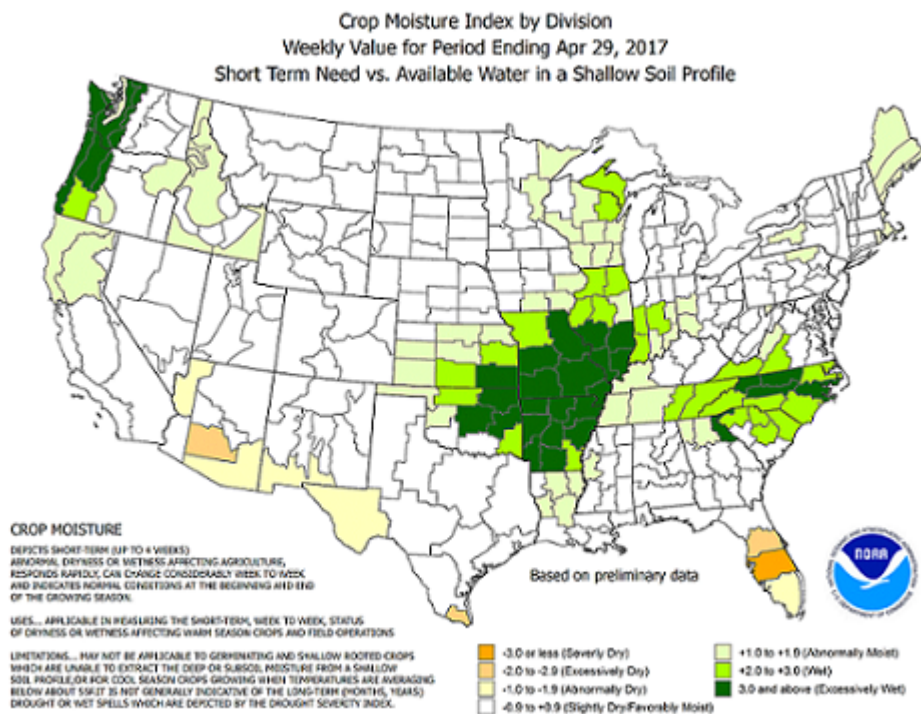 Crop Moisture Index by Division
Weekly Value for Period Ending Apr 29, 2017
Short Term Need vs. Available Water in a Shallow Soil Profile
CROP MOISTURE
DEPICTS SHORT-TERM (UP TO 4 WEEKS)
ABNORMAL DRYNESS OR WETNESS AFFECTING AGRICULTURE,
RESPONDS RAPIDLY, CAN CHANGE CONSIDERABLY WEEK TO WEEK
AND INDICATES NORMAL CONDITIONS AT THE BEGINNING AND END
OF THE GROWING SEASON.
USES... APPLICABLE IN MEASURING THE SHORT-TERM, WEEK TO WEEK, STATUS
OF DRYNESS OR WETNESS AFFECTING WARM SEASON CROPS AND FIELD OPERATIONS
LIMITATIONS... MAY NOT BE APPLICABLE TO GERMINATING AND SHALLOW ROOTED CROPS
WHICH ARE UNABLE TO EXTRACT THE DEEP OR SUBSOIL MOISTURE FROM A SHALLOW
SOIL PROFILE,OR FOR COOL SEASON CROPS GROWING WHEN TEMPERATURES ARE AVERAGING
BELOW ABOUT 55F.IT IS NOT GENERALLY INDICATIVE OF THE LONG-TERM (MONTHS, YEARS)
DROUGHT OR WET SPELLS WHICH ARE DEPICTED BY THE DROUGHT SEVERITY INDEX.
Based on preliminary data
NOAA
-3.0 or less (Severly Dry)
-2.0 to -2.9 (Excessively Dry)
-1.0 to -1.9 (Abnormally Dry)
-0.9 to +0.9 (Slightly Dry/Favorably Moist)
+1.0 to +1.9 (Abnormally Moist)
+2.0 to +3.0 (Wet)
3.0 and above (Excessively Wet)